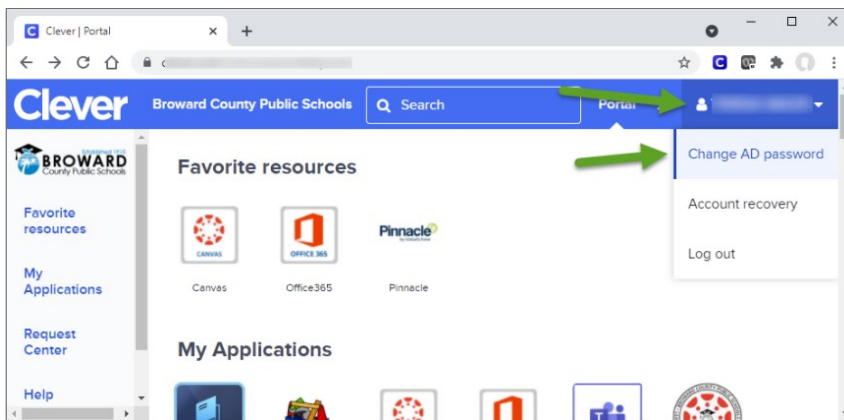 Clever | Portal
Clever
Broward County Public Schools
Search
Portal
Established 1915
BROWARD
County Public Schools
Favorite
resources
My
Applications
Request
Center
Help
Favorite resources
CANVAS
OFFICE 365
Pinnacle
Canvas
Office365
Pinnacle
My Applications
Change AD password
Account recovery
Log out